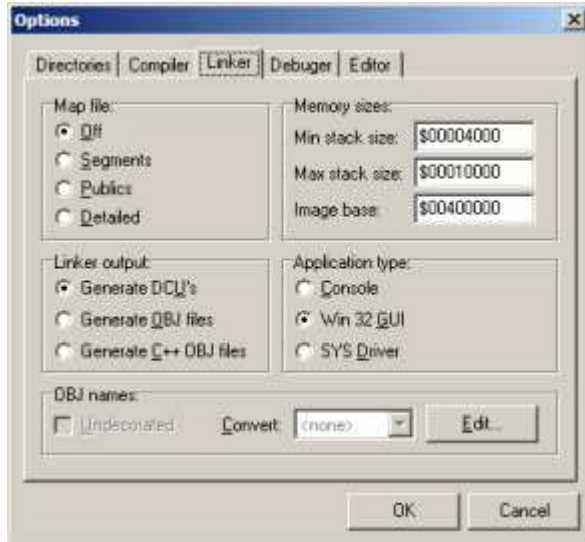 Options
Directories Compiler Linker Debuger Editor
Map file:
Off
Segments
Publics
Detailed
Memory sizes:
Min stack size: $00004000
Max stack size: $00010000
Image base: $00400000
Linker output:
Generate DCU's
Generate OBJ files
Generate C++ OBJ files
Application type:
Console
Win 32 GUI
SYS Driver
OBJ names:
Undecorated Convert: <none> Edit...
OK Cancel